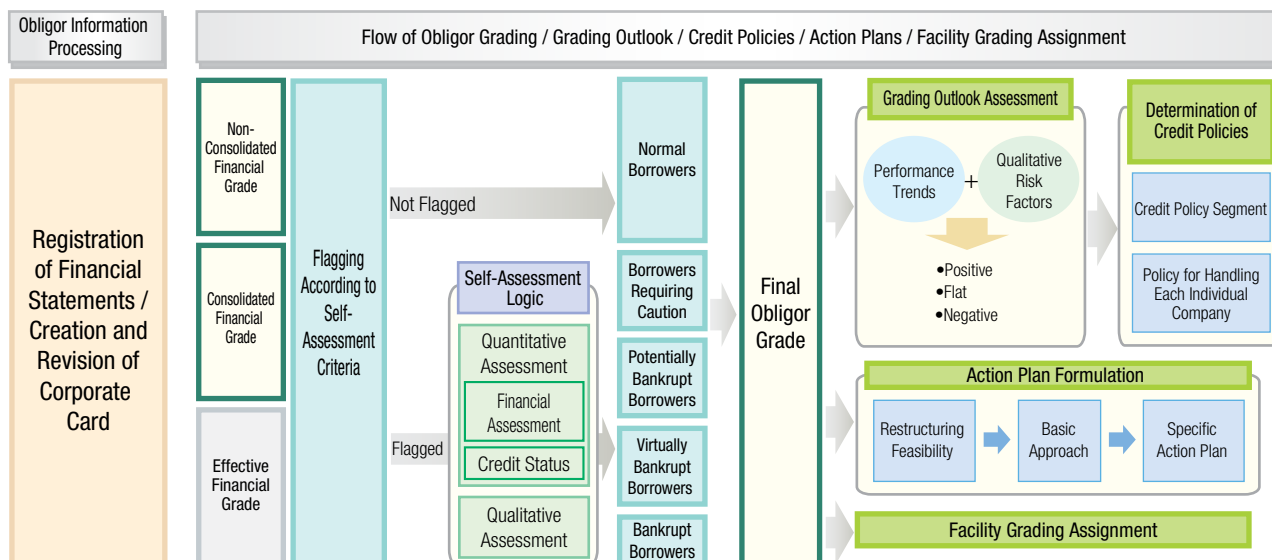 Obligor Information
Processing
Flow of Obligor Grading / Grading Outlook / Credit Policies / Action Plans / Facility Grading Assignment
Registration
of Financial
Statements /
Creation and
Revision of
Corporate
Card
Non-
Consolidated
Financial
Grade
Consolidated
Financial
Grade
Effective
Financial
Grade
Flagging
According to
Self-
Assessment
Criteria
Not Flagged
Flagged
Self-Assessment
Logic
Quantitative
Assessment
Financial
Assessment
Credit Status
Qualitative
Assessment
Normal
Borrowers
Borrowers
Requiring
Caution
Potentially
Bankrupt
Borrowers
Virtually
Bankrupt
Borrowers
Bankrupt
Borrowers
Final
Obligor
Grade
Grading Outlook Assessment
Performance
Trends
+
Qualitative
Risk
Factors
•Positive
•Flat
•Negative
Determination of
Credit Policies
Credit Policy Segment
Policy for Handling
Each Individual
Company
Action Plan Formulation
Restructuring
Feasibility
Basic
Approach
Specific
Action Plan
Facility Grading Assignment